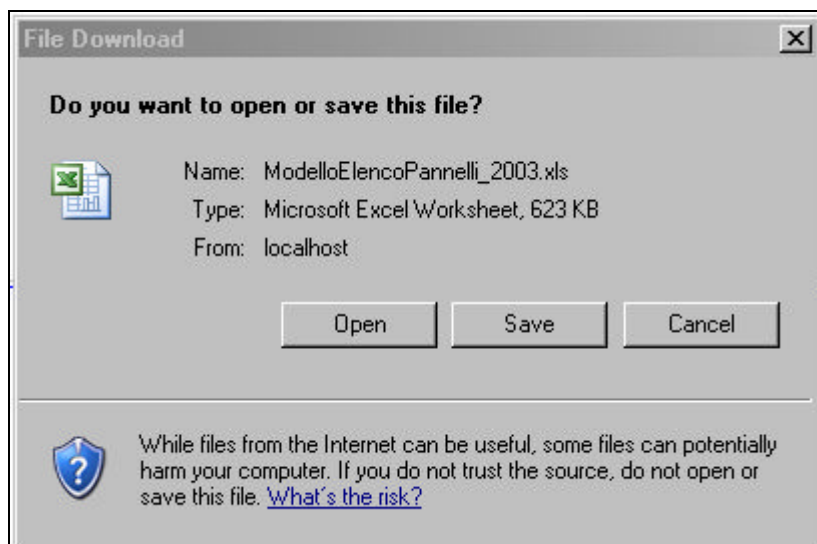 File Download
Do you want to open or save this file?
Name: ModelloElencoPannelli_2003.xls
Type: Microsoft Excel Worksheet, 623 KB
From: localhost
Open Save Cancel
While files from the Internet can be useful, some files can potentially
harm your computer. If you do not trust the source, do not open or
save this file. What's the risk?